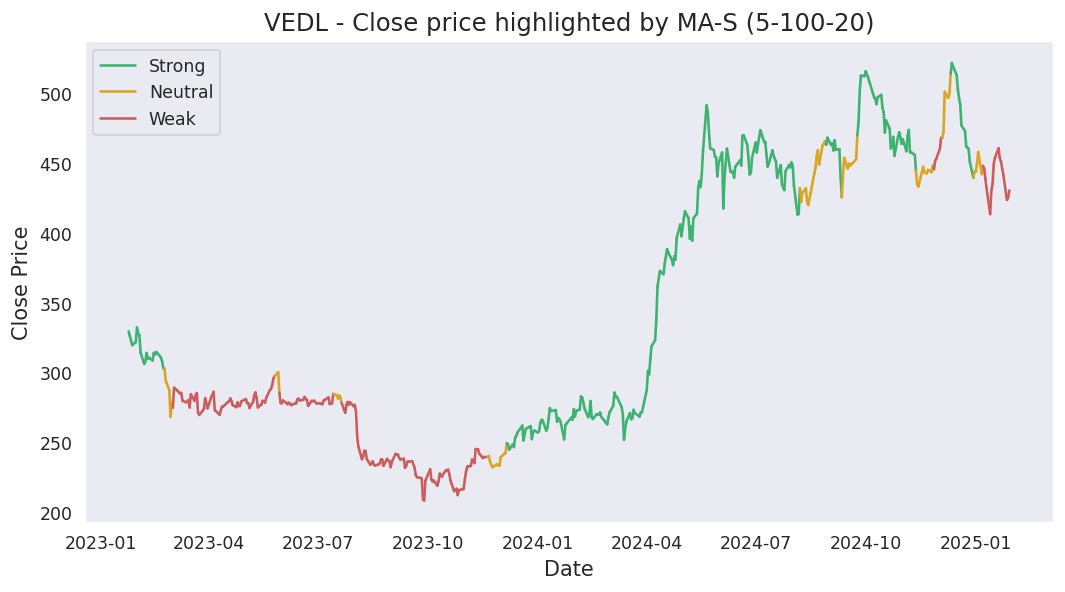 VEDL - Close price highlighted by MA-S (5-100-20)
Strong
Neutral
Weak
Close Price
500
450
400
350
300
250
200
2023-01 2023-04 2023-07 2023-10 2024-01 2024-04 2024-07 2024-10 2025-01
Date